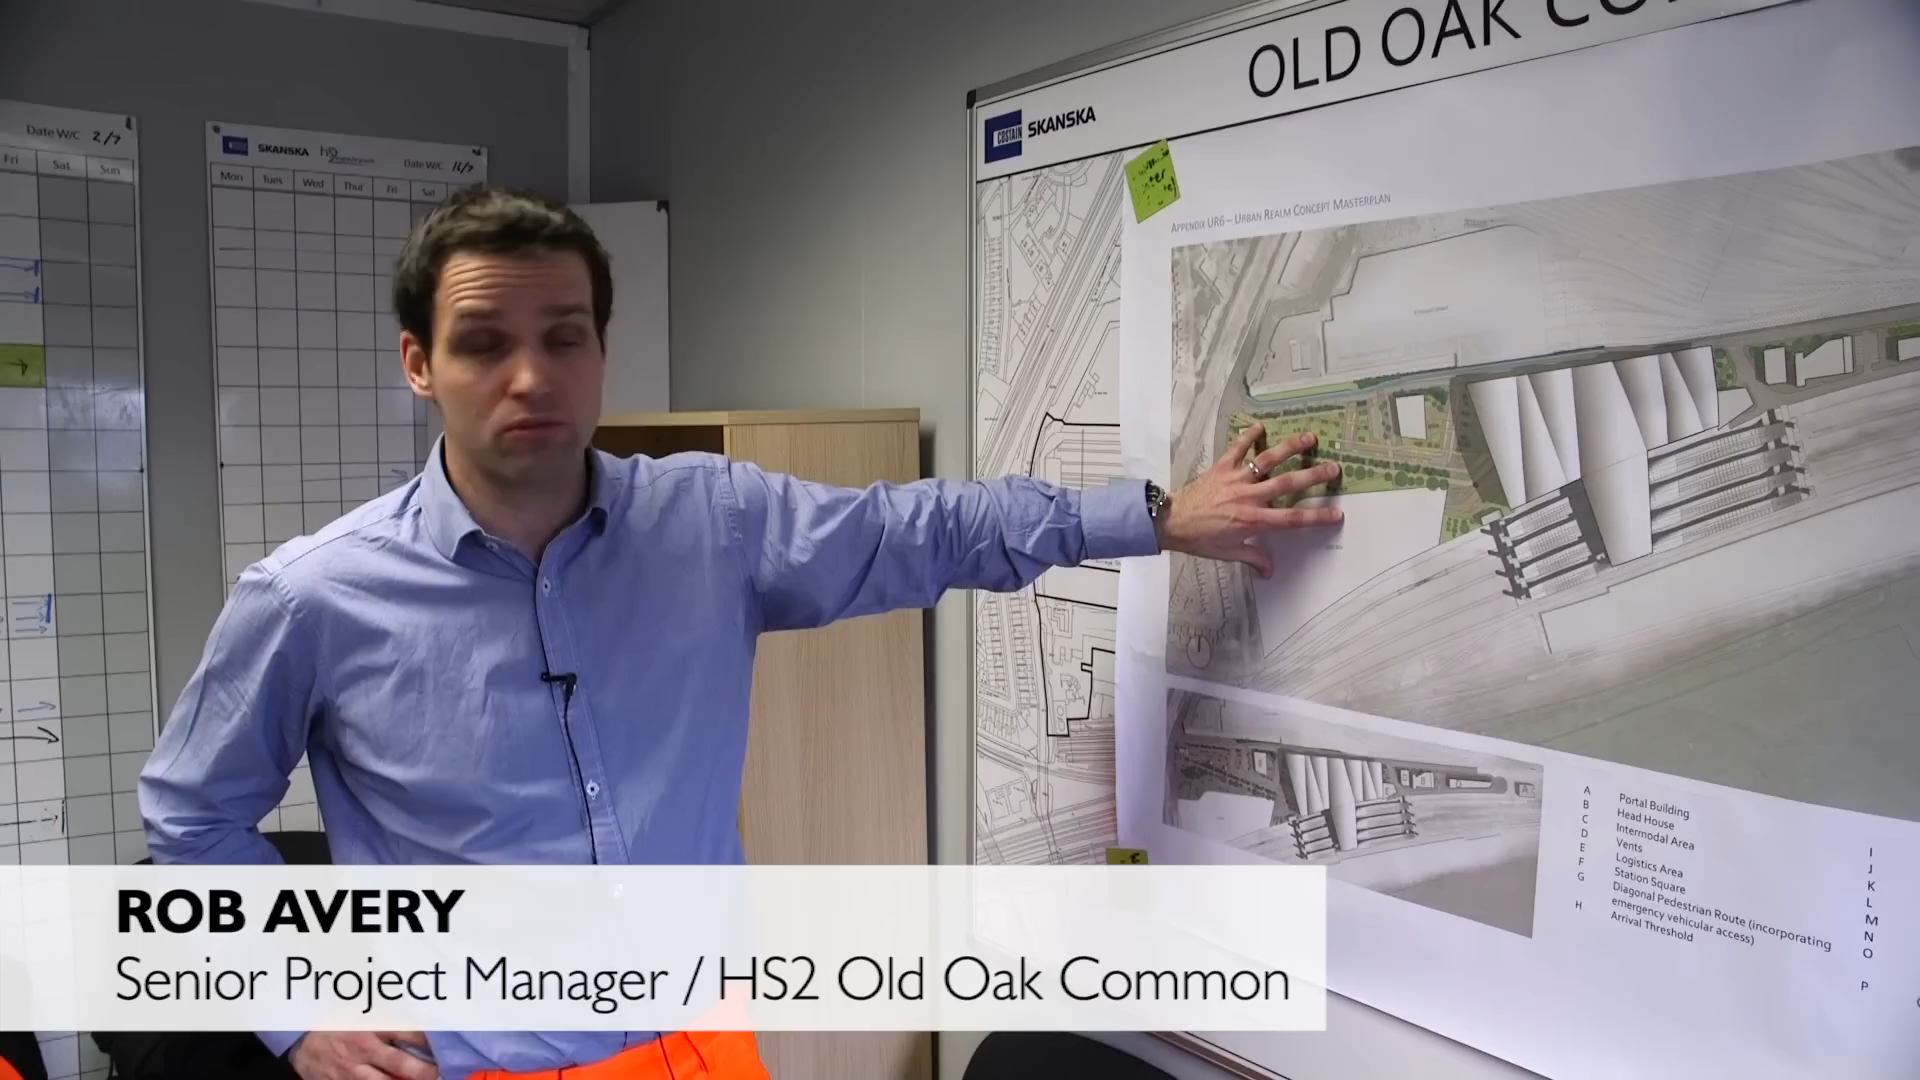 OLD OAK
COSTAIN SKANSKA
Date W/C 2/7
Fri Sat Sun
SKANSKA hs2 Date W/C 16/7
Mon Tues Wed Thur Fri Sat
APPENDIX UR6 – URBAN REALM CONCEPT MASTERPLAN
A Portal Building
B Head House
C Intermodal Area
D Vents
E Logistics Area
F Station Square
G Diagonal Pedestrian Route (incorporating
emergency vehicular access)
H Arrival Threshold
I
J
K
L
M
N
O
P
ROB AVERY
Senior Project Manager / HS2 Old Oak Common